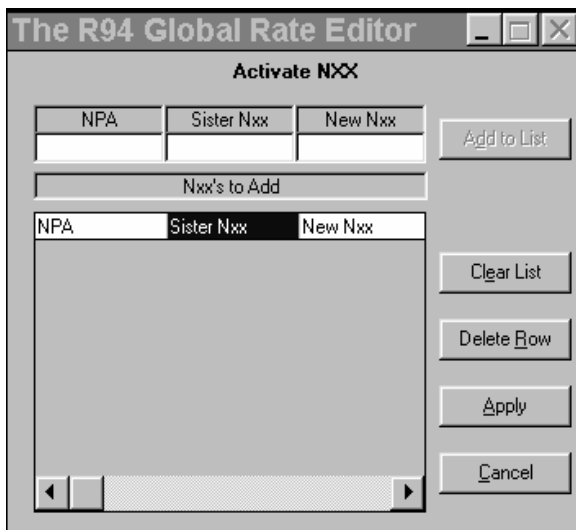 The R94 Global Rate Editor
Activate NXX
NPA Sister Nxx New Nxx
Add to List
Nxx's to Add
NPA Sister Nxx New Nxx
Clear List
Delete Row
Apply
Cancel